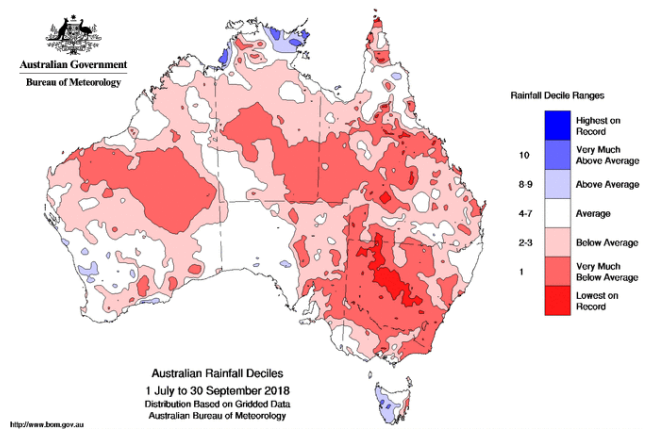 Australian Government
Bureau of Meteorology
Rainfall Decile Ranges
Highest on
Record
10
Very Much
Above Average
8-9
Above Average
4-7
Average
2-3
Below Average
1
Very Much
Below Average
Lowest on
Record
Australian Rainfall Deciles
1 July to 30 September 2018
Distribution Based on Gridded Data
Australian Bureau of Meteorology
http://www.bom.gov.au